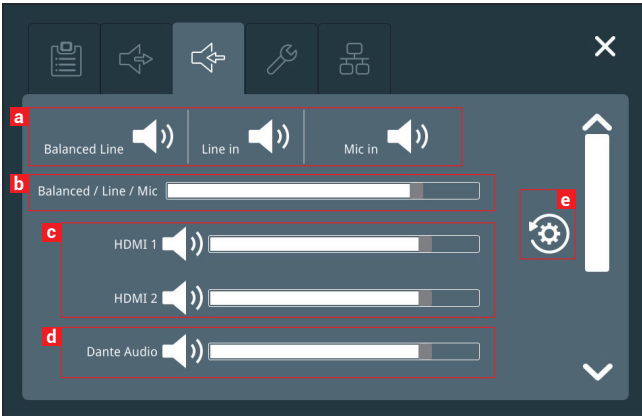 a
Balanced Line Line in Mic in
b
Balanced / Line / Mic
e
c
HDMI 1
HDMI 2
d
Dante Audio